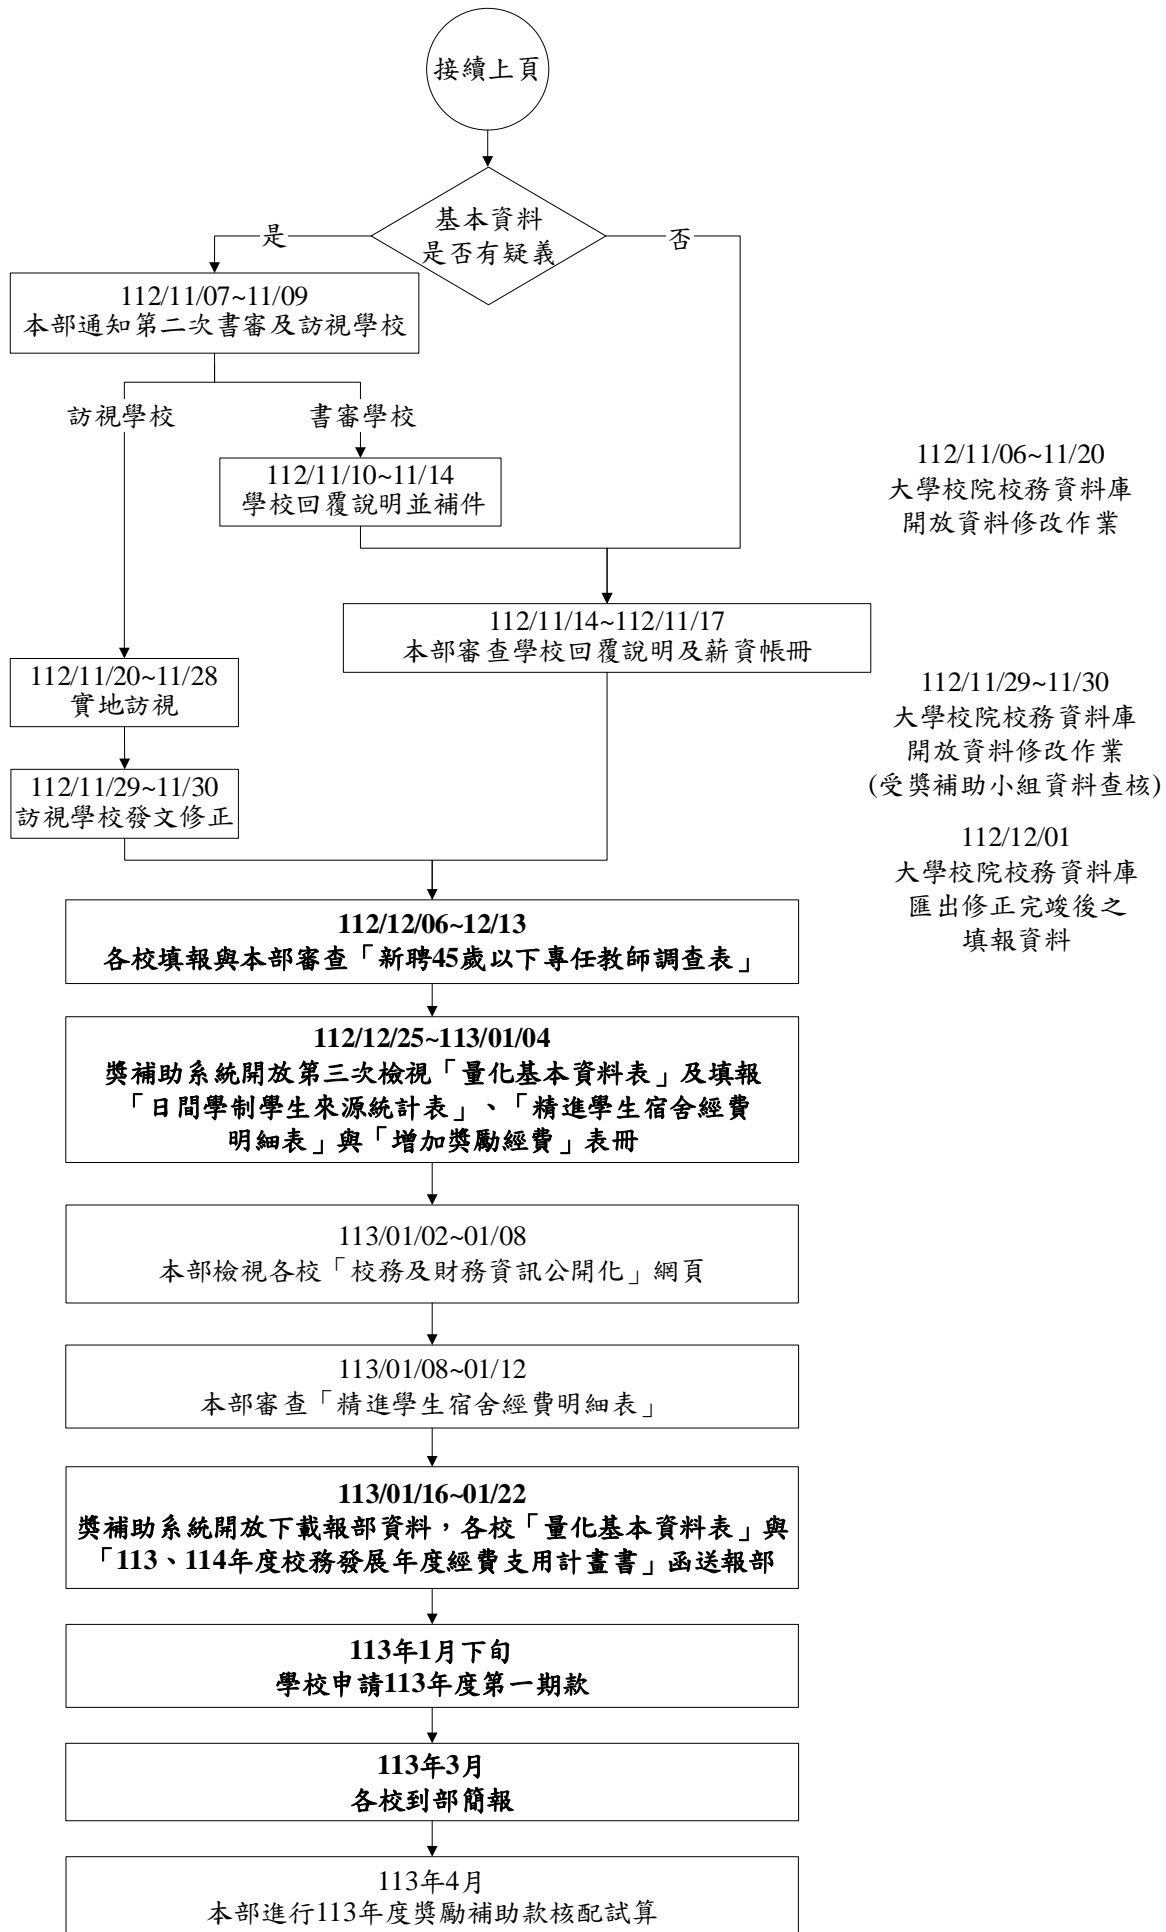 接續上頁
基本資料
是否有疑義
是
否
112/11/07~11/09
本部通知第二次書審及訪視學校
訪視學校
書審學校
112/11/10~11/14
學校回覆說明並補件
112/11/06~11/20
大學校院校務資料庫
開放資料修改作業
112/11/14~112/11/17
本部審查學校回覆說明及薪資帳冊
112/11/20~11/28
實地訪視
112/11/29~11/30
大學校院校務資料庫
開放資料修改作業
(受獎補助小組資料查核)
112/11/29~11/30
訪視學校發文修正
112/12/01
大學校院校務資料庫
匯出修正完竣後之
填報資料
112/12/06~12/13
各校填報與本部審查「新聘45歲以下專任教師調查表」
112/12/25~113/01/04
獎補助系統開放第三次檢視「量化基本資料表」及填報
「日間學制學生來源統計表」、「精進學生宿舍經費
明細表」與「增加獎勵經費」表冊
113/01/02~01/08
本部檢視各校「校務及財務資訊公開化」網頁
113/01/08~01/12
本部審查「精進學生宿舍經費明細表」
113/01/16~01/22
獎補助系統開放下載報部資料，各校「量化基本資料表」與
「113、114年度校務發展年度經費支用計畫書」函送報部
113年1月下旬
學校申請113年度第一期款
113年3月
各校到部簡報
113年4月
本部進行113年度獎勵補助款核配試算